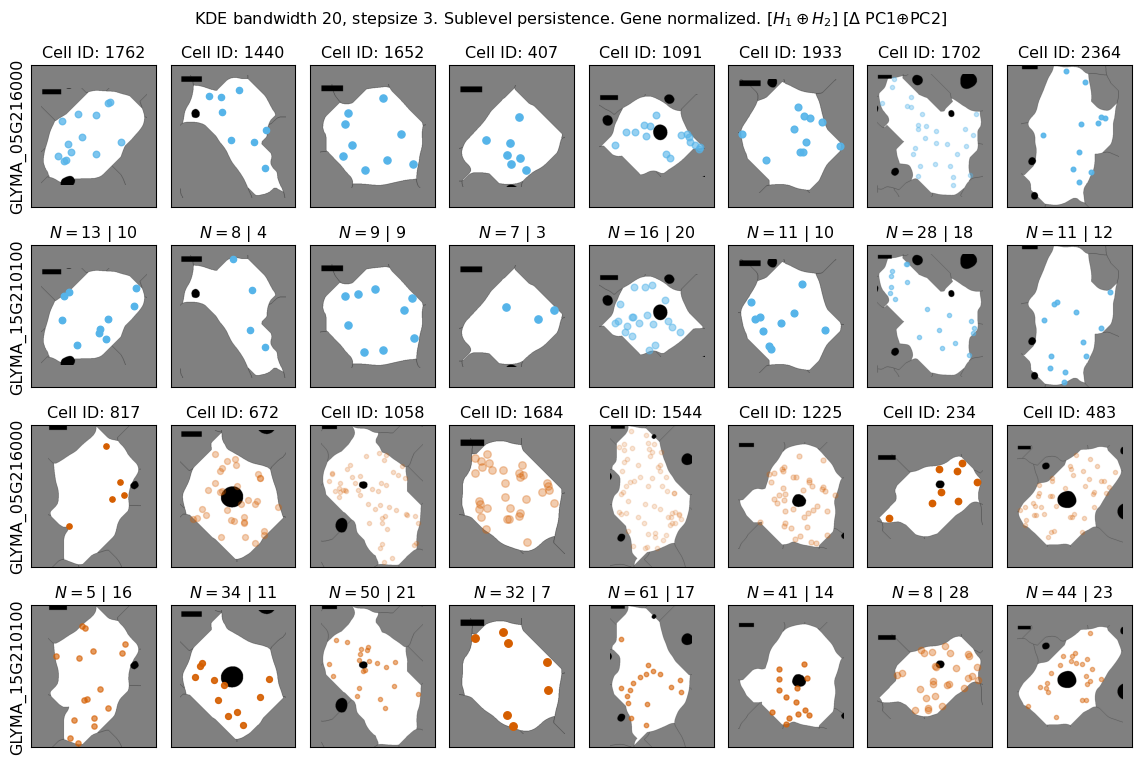 KDE bandwidth 20, stepsize 3. Sublevel persistence. Gene normalized. [H₁ ⊕ H₂] [Δ PC1⊕PC2]
Cell ID: 1762 Cell ID: 1440 Cell ID: 1652 Cell ID: 407 Cell ID: 1091 Cell ID: 1933 Cell ID: 1702 Cell ID: 2364
GLYMA_05G216000
N = 13 | 10 N = 8 | 4 N = 9 | 9 N = 7 | 3 N = 16 | 20 N = 11 | 10 N = 28 | 18 N = 11 | 12
GLYMA_15G210100
Cell ID: 817 Cell ID: 672 Cell ID: 1058 Cell ID: 1684 Cell ID: 1544 Cell ID: 1225 Cell ID: 234 Cell ID: 483
GLYMA_05G216000
N = 5 | 16 N = 34 | 11 N = 50 | 21 N = 32 | 7 N = 61 | 17 N = 41 | 14 N = 8 | 28 N = 44 | 23
GLYMA_15G210100